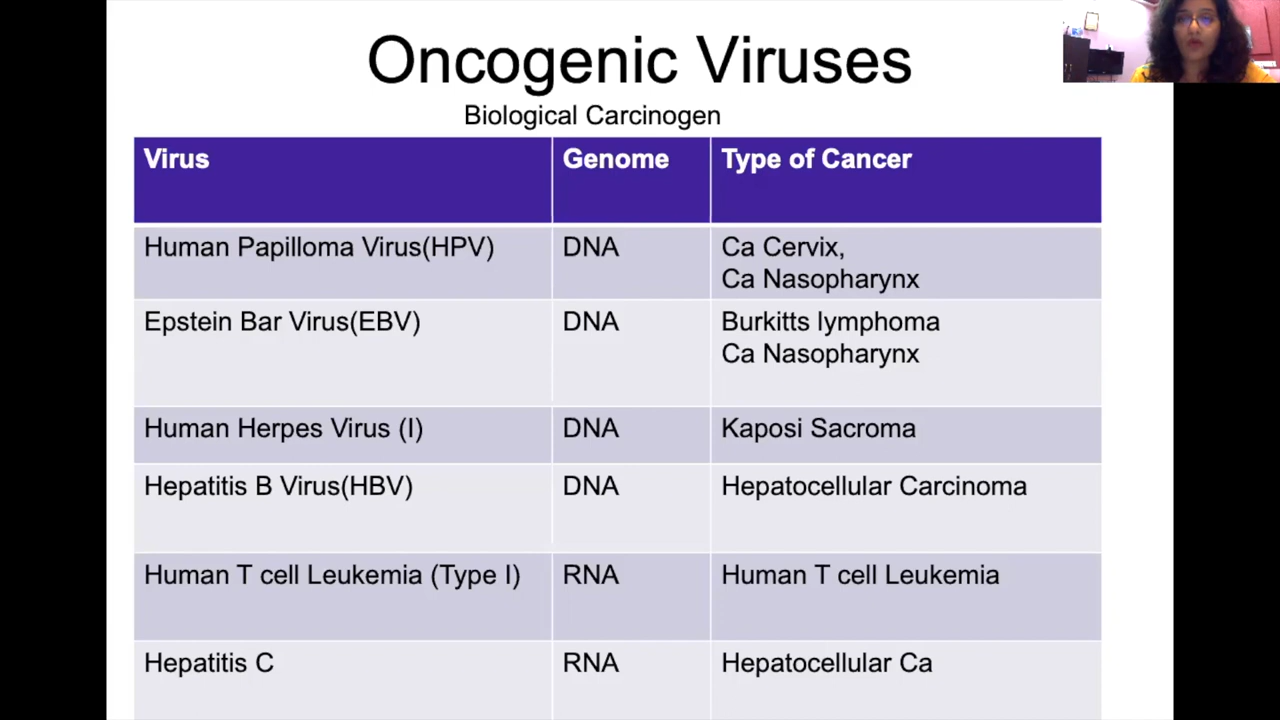 Oncogenic Viruses
Biological Carcinogen
Virus Genome Type of Cancer
Human Papilloma Virus(HPV) DNA Ca Cervix,
Ca Nasopharynx
Epstein Bar Virus(EBV) DNA Burkitts lymphoma
Ca Nasopharynx
Human Herpes Virus (I) DNA Kaposi Sacroma
Hepatitis B Virus(HBV) DNA Hepatocellular Carcinoma
Human T cell Leukemia (Type I) RNA Human T cell Leukemia
Hepatitis C RNA Hepatocellular Ca